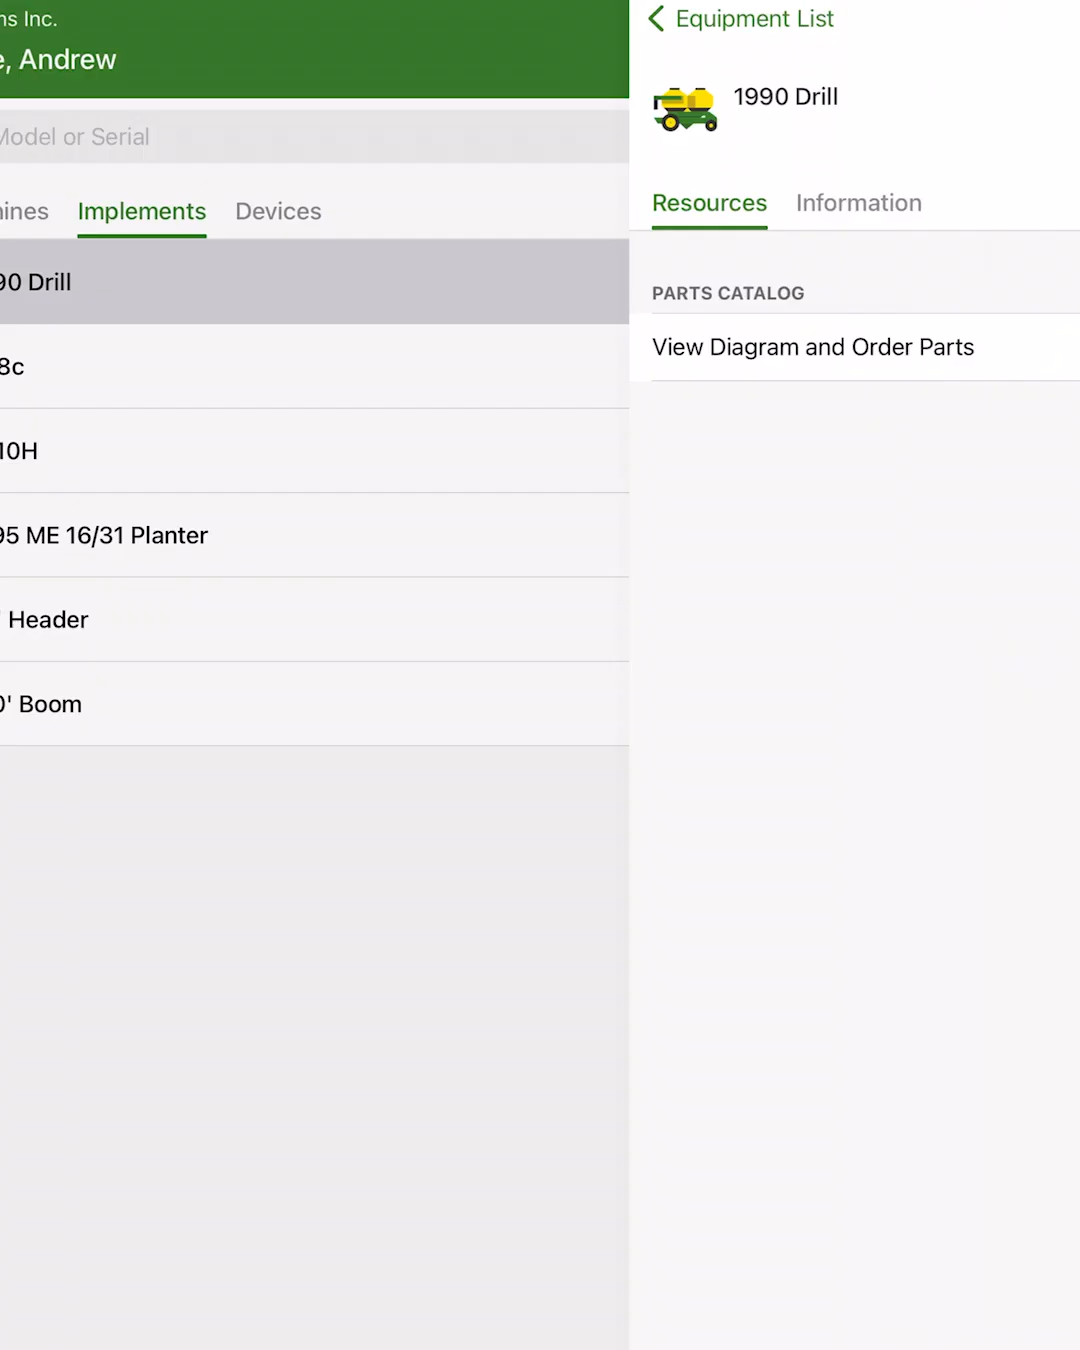 ns Inc.
e, Andrew
Model or Serial
hines
Implements
Devices
90 Drill
8c
10H
95 ME 16/31 Planter
' Header
0' Boom
Equipment List
1990 Drill
Resources
Information
PARTS CATALOG
View Diagram and Order Parts